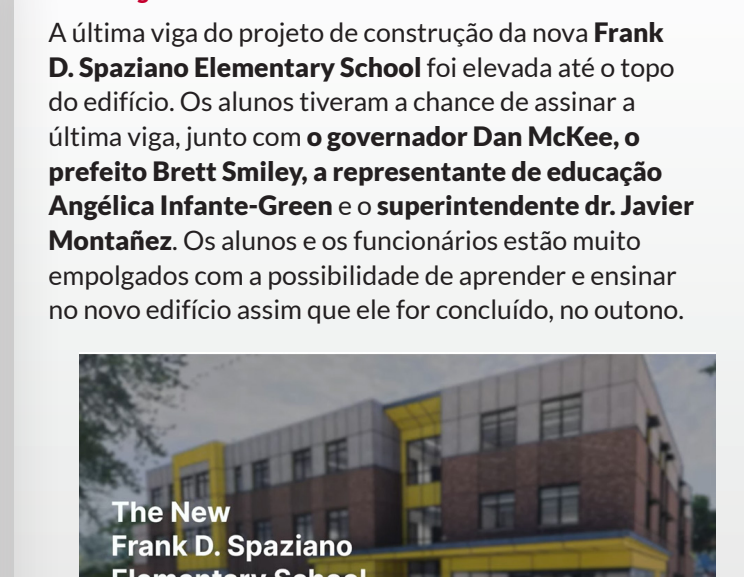 A última viga do projeto de construção da nova Frank
D. Spaziano Elementary School foi elevada até o topo
do edifício. Os alunos tiveram a chance de assinar a
última viga, junto com o governador Dan McKee, o
prefeito Brett Smiley, a representante de educação
Angélica Infante-Green e o superintendente dr. Javier
Montañez. Os alunos e os funcionários estão muito
empolgados com a possibilidade de aprender e ensinar
no novo edifício assim que ele for concluído, no outono.
The New
Frank D. Spaziano
Elementary School